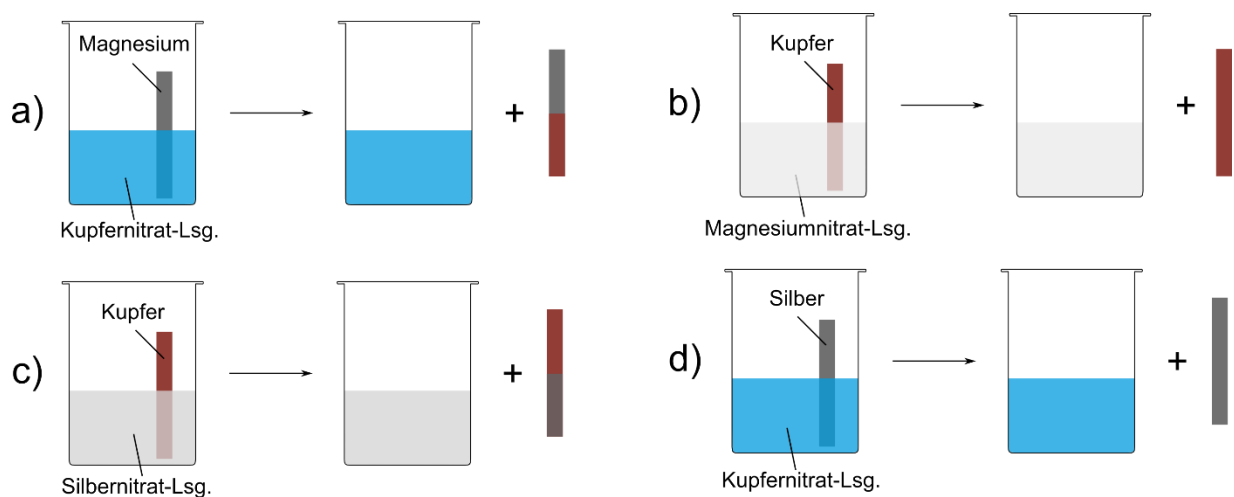 a)
Magnesium
+
Kupfernitrat-Lsg.
b)
Kupfer
+
Magnesiumnitrat-Lsg.
c)
Kupfer
+
Silbernitrat-Lsg.
d)
Silber
+
Kupfernitrat-Lsg.